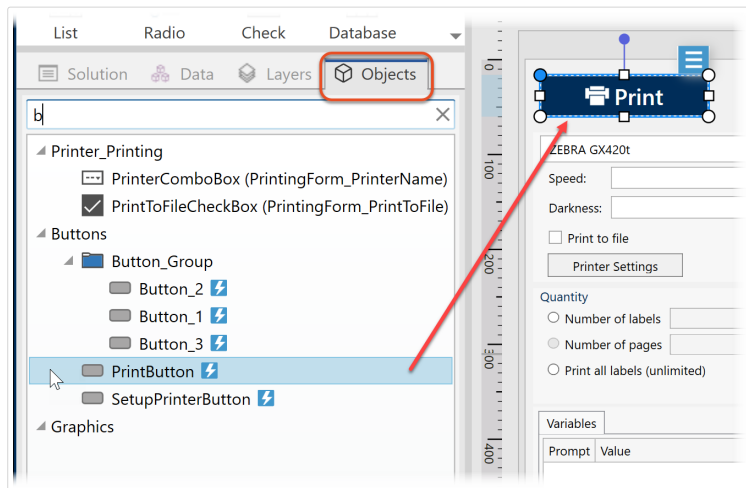 List Radio Check Database
Solution Data Layers Objects
b
Printer_Printing
PrinterComboBox (PrintingForm_PrinterName)
PrintToFileCheckBox (PrintingForm_PrintToFile)
Buttons
Button_Group
Button_2
Button_1
Button_3
PrintButton
SetupPrinterButton
Graphics
0
100
200
300
400
Print
ZEBRA GX420t
Speed:
Darkness:
Print to file
Printer Settings
Quantity
Number of labels
Number of pages
Print all labels (unlimited)
Variables
Prompt Value